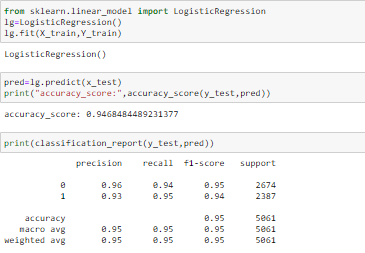 from sklearn.linear_model import LogisticRegression
lg=LogisticRegression()
lg.fit(X_train,Y_train)
LogisticRegression()
pred=lg.predict(x_test)
print("accuracy_score:",accuracy_score(y_test,pred))
accuracy_score: 0.9468484489231377
print(classification_report(y_test,pred))
precision recall f1-score support
0 0.96 0.94 0.95 2674
1 0.93 0.95 0.94 2387
accuracy 0.95 5061
macro avg 0.95 0.95 0.95 5061
weighted avg 0.95 0.95 0.95 5061